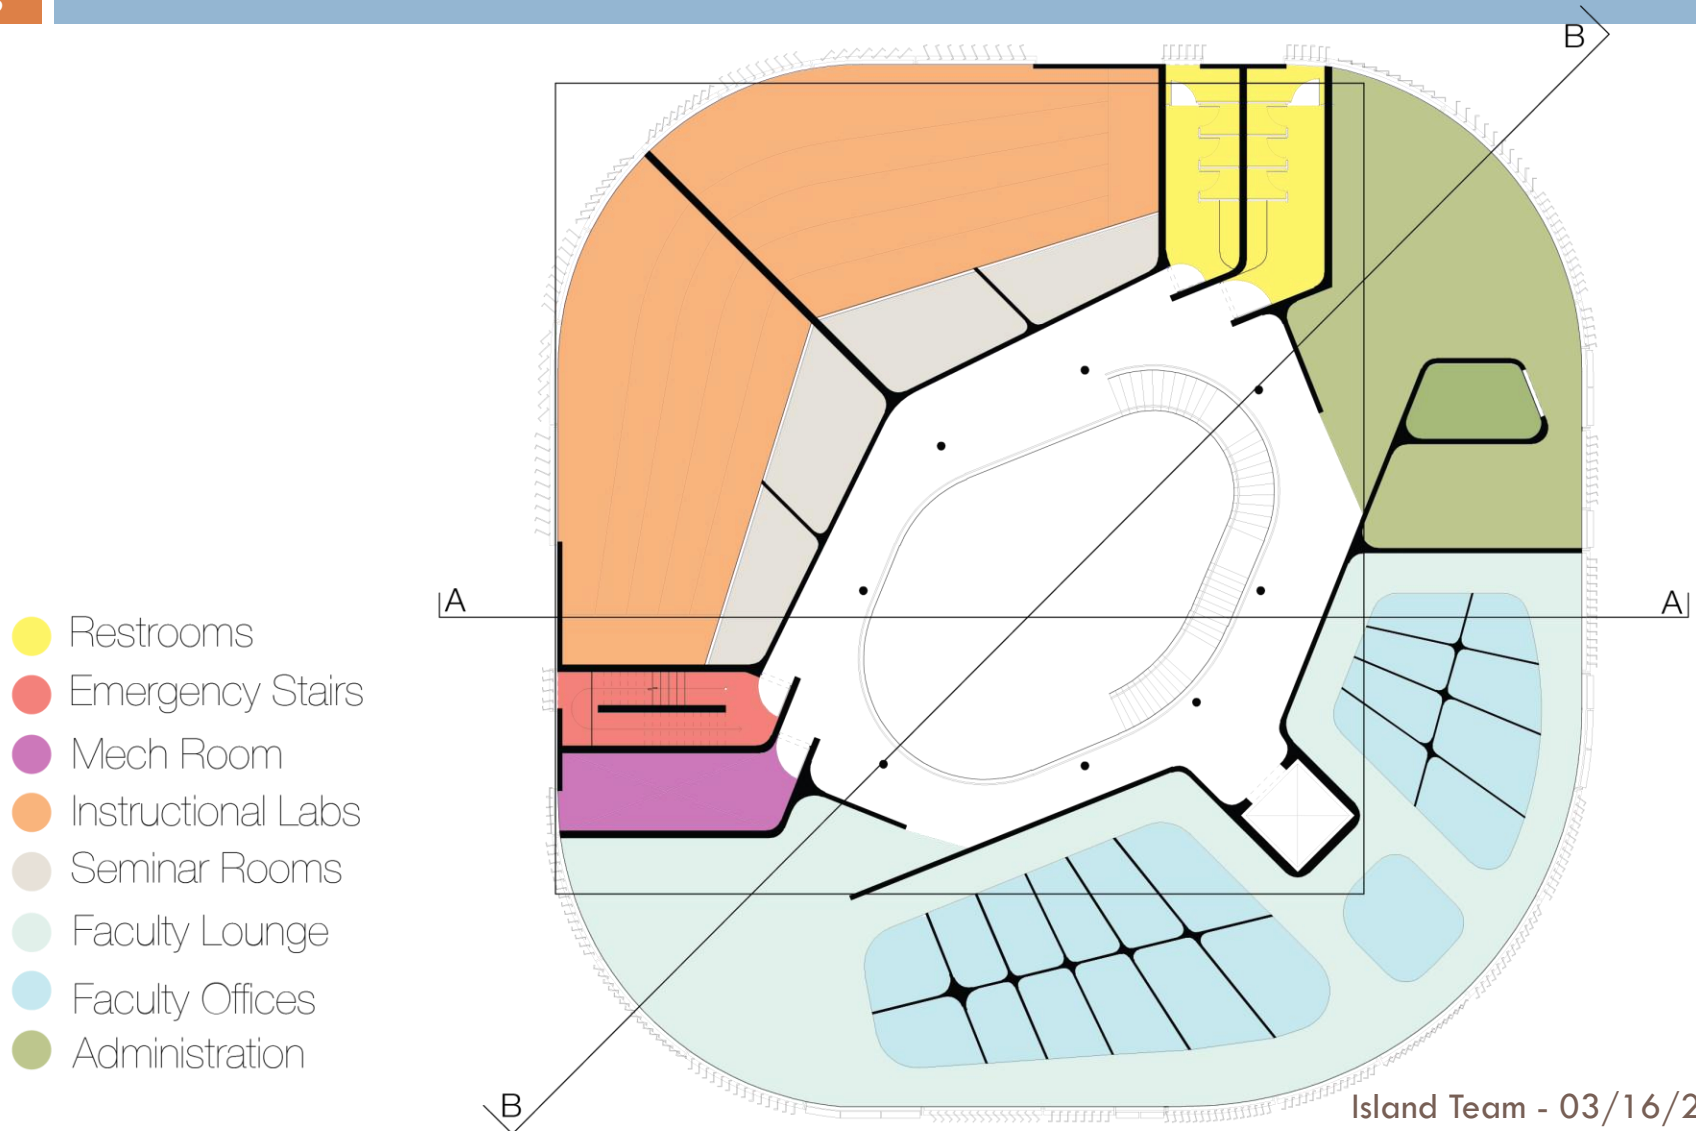 B
A
A
Restrooms
Emergency Stairs
Mech Room
Instructional Labs
Seminar Rooms
Faculty Lounge
Faculty Offices
Administration
B
Island Team - 03/16/2